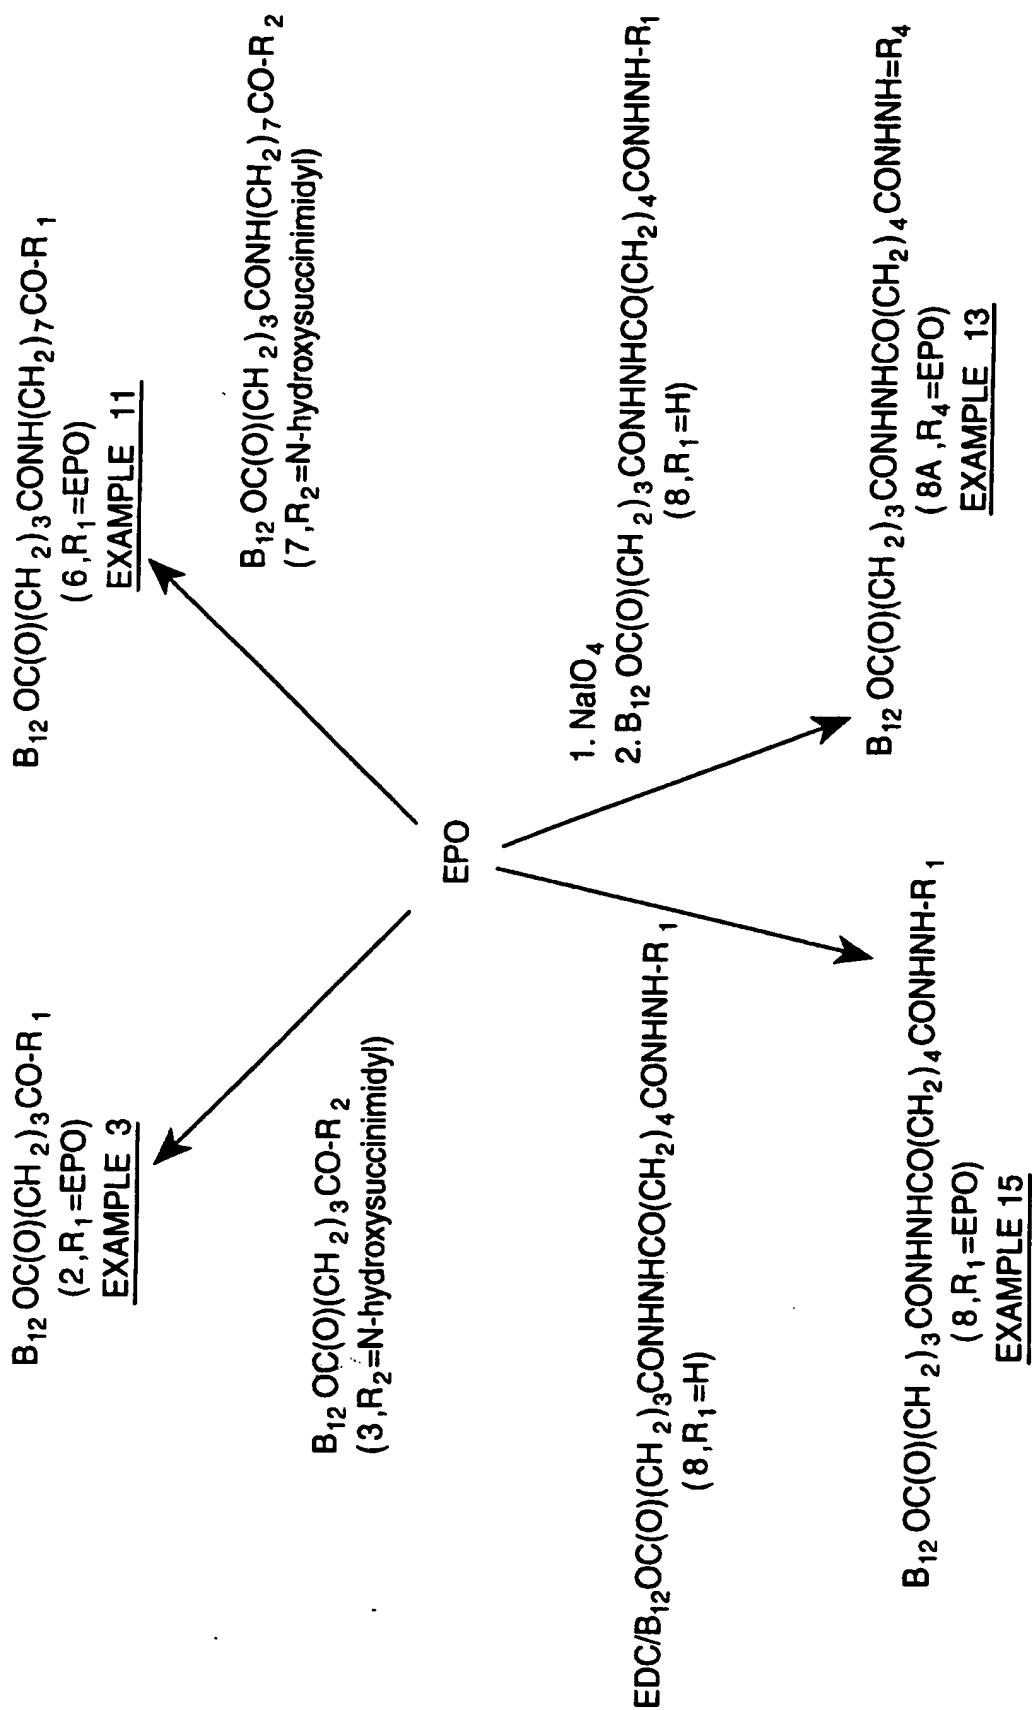 B12 OC(O)(CH2)3CO-R1
(2,R1=EPO)
EXAMPLE 3
B12 OC(O)(CH2)3CONH(CH2)7CO-R1
(6,R1=EPO)
EXAMPLE 11
B12 OC(O)(CH2)3CO-R2
(3,R2=N-hydroxysuccinimidyl)
B12 OC(O)(CH2)3CONH(CH2)7CO-R2
(7,R2=N-hydroxysuccinimidyl)
EPO
EDC/B12OC(O)(CH2)3CONHNNHCO(CH2)4CONHNH-R1
(8,R1=H)
1. NaIO4
2. B12 OC(O)(CH2)3CONHNNHCO(CH2)4CONHNH-R1
(8,R1=H)
B12 OC(O)(CH2)3CONHNNHCO(CH2)4CONHNH-R1
(8,R1=EPO)
EXAMPLE 15
B12 OC(O)(CH2)3CONHNNHCO(CH2)4CONHNH=R4
(8A,R4=EPO)
EXAMPLE 13